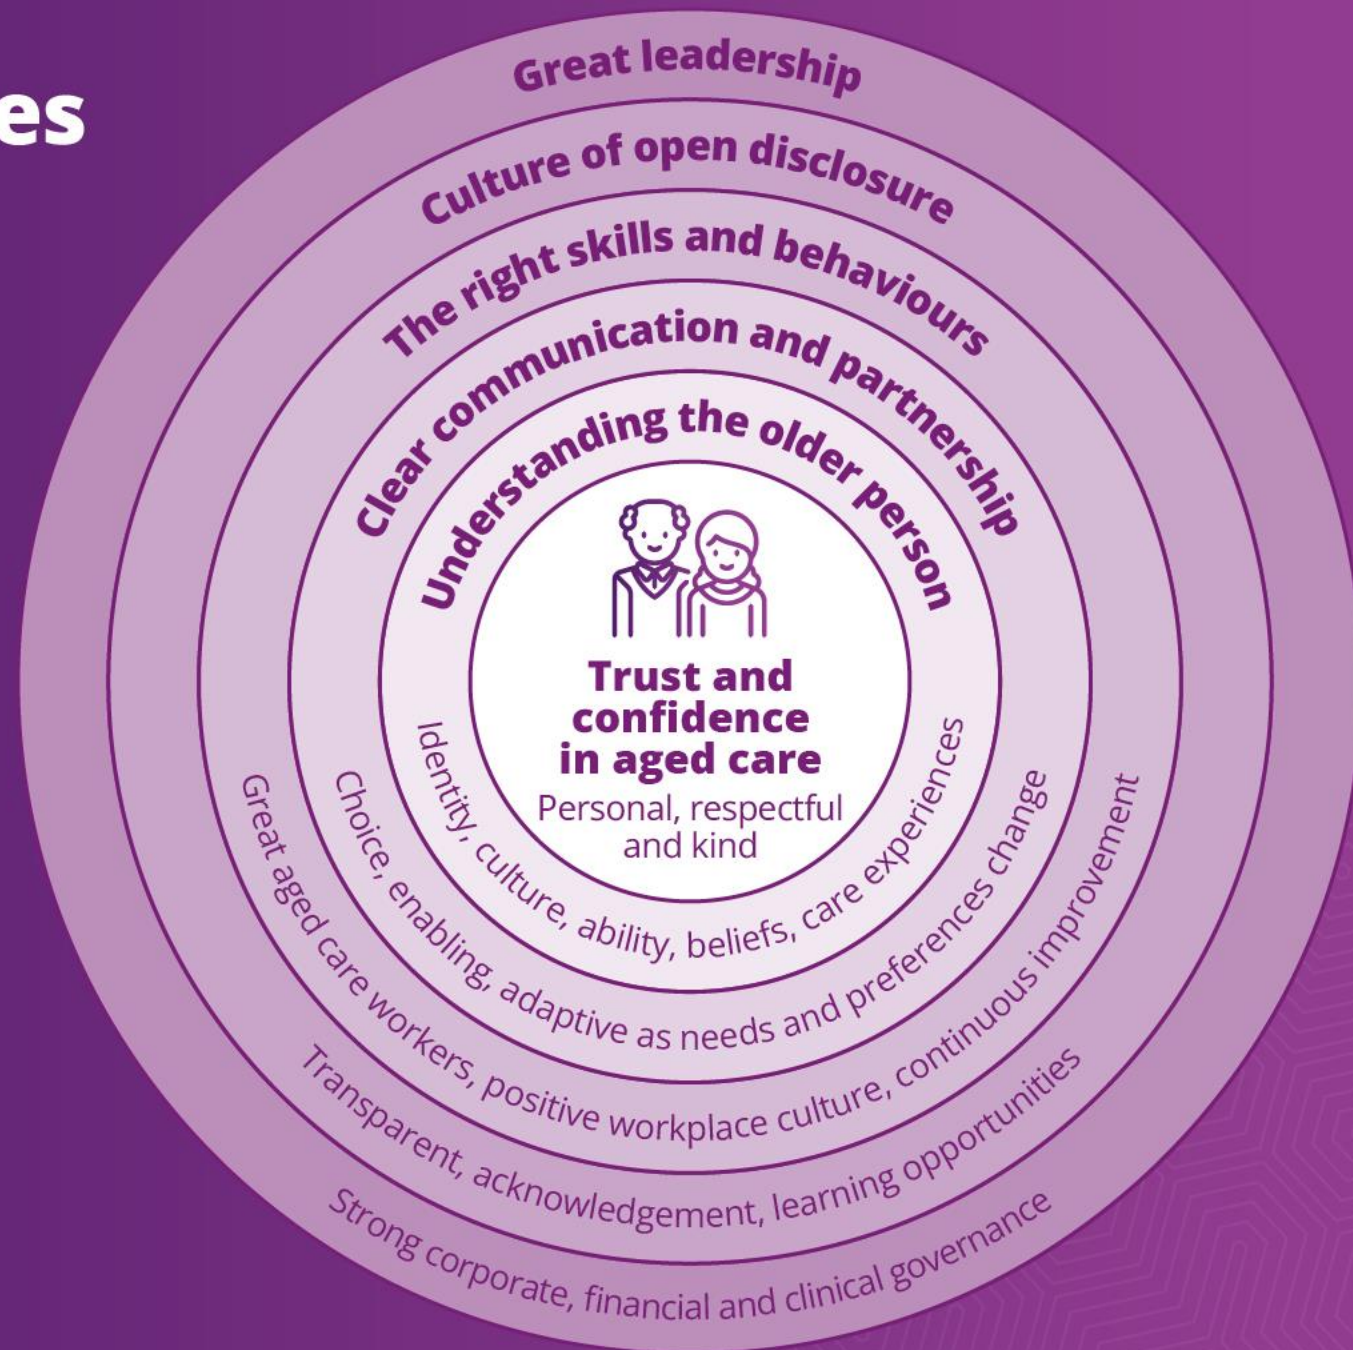 es
Great leadership
Culture of open disclosure
The right skills and behaviours
Clear communication and partnership
Understanding the older person
Trust and
confidence
in aged care
Personal, respectful
and kind
Identity, culture, ability, beliefs, care experiences
Choice, enabling, adaptive as needs and preferences change
Great aged care workers, positive workplace culture, continuous improvement
Transparent, acknowledgement, learning opportunities
Strong corporate, financial and clinical governance